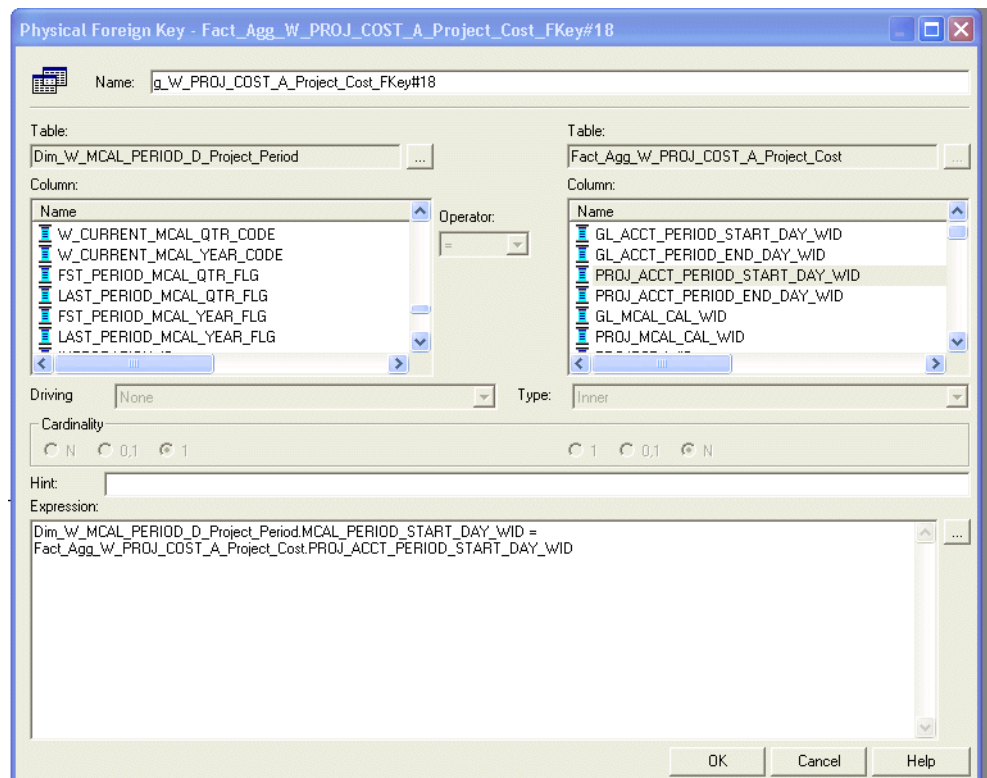 Physical Foreign Key - Fact_Agg_W_PROJ_COST_A_Project_Cost_FKey#18
Name: g_W_PROJ_COST_A_Project_Cost_FKey#18
Table: Table:
Dim_W_MCAL_PERIOD_D_Project_Period ... Fact_Agg_W_PROJ_COST_A_Project_Cost ...
Column: Column:
Name Operator: Name
W_CURRENT_MCAL_QTR_CODE = GL_ACCT_PERIOD_START_DAY_WID
W_CURRENT_MCAL_YEAR_CODE GL_ACCT_PERIOD_END_DAY_WID
FST_PERIOD_MCAL_QTR_FLG PROJ_ACCT_PERIOD_START_DAY_WID
LAST_PERIOD_MCAL_QTR_FLG PROJ_ACCT_PERIOD_END_DAY_WID
FST_PERIOD_MCAL_YEAR_FLG GL_MCAL_CAL_WID
LAST_PERIOD_MCAL_YEAR_FLG PROJ_MCAL_CAL_WID
Driving None Type: Inner
Cardinality
N 0,1 1 1 0,1 N
Hint:
Expression:
Dim_W_MCAL_PERIOD_D_Project_Period.MCAL_PERIOD_START_DAY_WID =
Fact_Agg_W_PROJ_COST_A_Project_Cost.PROJ_ACCT_PERIOD_START_DAY_WID
...
OK Cancel Help